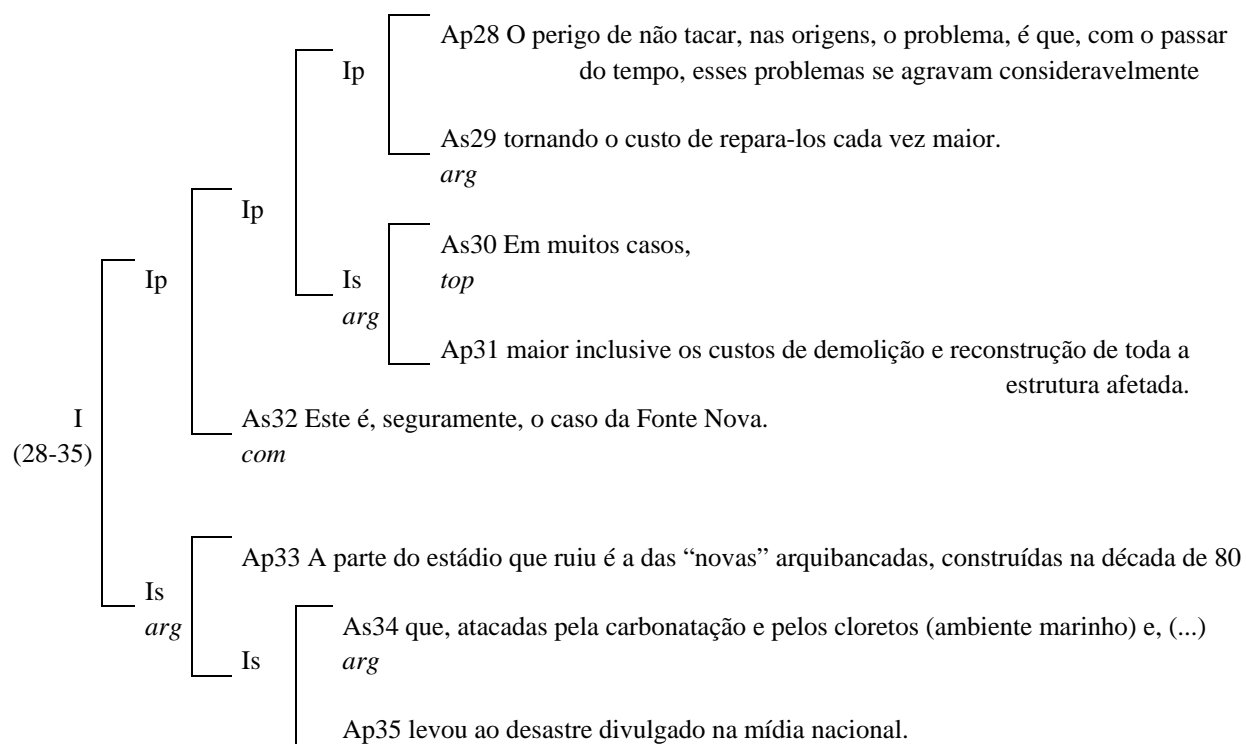 Ap28 O perigo de não tacar, nas origens, o problema, é que, com o passar
Ip
do tempo, esses problemas se agravam consideravelmente
As29 tornando o custo de repara-los cada vez maior.
arg
Ip
As30 Em muitos casos,
Ip
Is
top
arg
Ap31 maior inclusive os custos de demolição e reconstrução de toda a
estrutura afetada.
I
As32 Este é, seguramente, o caso da Fonte Nova.
(28-35)
com
Ap33 A parte do estádio que ruiu é a das “novas” arquibancadas, construídas na década de 80
Is
arg
As34 que, atacadas pela carbonatação e pelos cloretos (ambiente marinho) e, (...)
Is
arg
Ap35 levou ao desastre divulgado na mídia nacional.